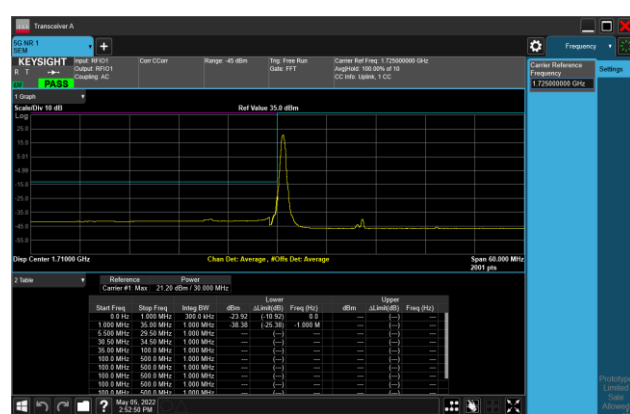 Transceiver A
5G NR 1
SEM
Frequency
KEYSIGHT
R T
PASS
Input: RFIO1
Output: RFIO1
Coupling: AC
Corr CCorr
Range: -45 dBm
Trig: Free Run
Gate: FFT
Carrier Ref Freq: 1.725000000 GHz
Avg|Hold: 100.00% of 10
CC Info: Uplink, 1 CC
Carrier Reference
Frequency
1.725000000 GHz
Settings
1 Graph
Scale/Div 10 dB
Ref Value 35.0 dBm
Log
25.0
15.0
5.01
-4.99
-15.0
-25.0
-35.0
-45.0
-55.0
Disp Center 1.71000 GHz
Chan Det: Average , #Offs Det: Average
Span 60.000 MHz
2001 pts
2 Table
Reference Power
Carrier #1: Max 21.20 dBm / 30.000 MHz
Lower Upper
Start Freq Stop Freq Integ BW dBm ΔLimit(dB) Freq (Hz) dBm ΔLimit(dB) Freq (Hz)
0.0 Hz 1.000 MHz 300.0 kHz -23.92 (-10.92) 0.0 --- (---) ---
1.000 MHz 35.00 MHz 1.000 MHz -38.38 (-25.38) -1.000 M --- (---) ---
5.500 MHz 29.50 MHz 1.000 MHz --- (---) --- --- (---) ---
30.50 MHz 34.50 MHz 1.000 MHz --- (---) --- --- (---) ---
35.00 MHz 100.0 MHz 1.000 MHz --- (---) --- --- (---) ---
100.0 MHz 500.0 MHz 1.000 MHz --- (---) --- --- (---) ---
100.0 MHz 500.0 MHz 1.000 MHz --- (---) --- --- (---) ---
100.0 MHz 500.0 MHz 1.000 MHz --- (---) --- --- (---) ---
100.0 MHz 500.0 MHz 1.000 MHz --- (---) --- --- (---) ---
100.0 MHz 500.0 MHz 1.000 MHz --- (---) --- --- (---) ---
May 05, 2022
2:52:50 PM
Prototype
Limited
Sale
Allowed